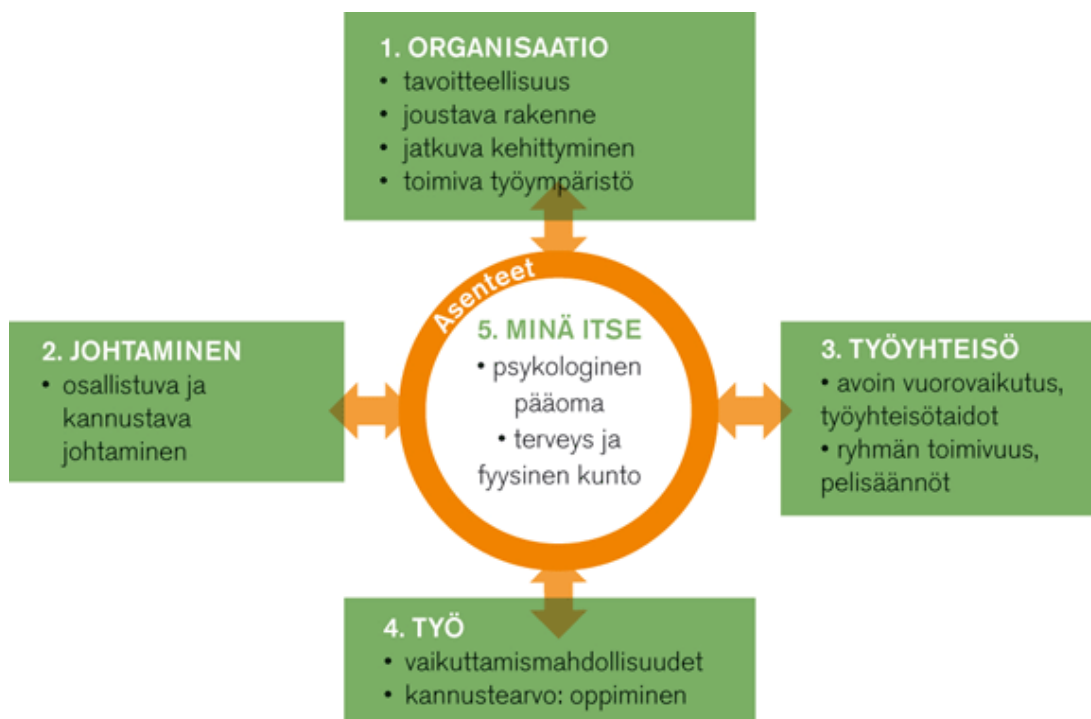 1. ORGANISAATIO
• tavoitteellisuus
• joustava rakenne
• jatkuva kehittyminen
• toimiva työympäristö
Asenteet
5. MINÄ ITSE
• psykologinen
pääoma
• terveys ja
fyysinen kunto
2. JOHTAMINEN
• osallistuva ja
kannustava
johtaminen
3. TYÖYHTEISÖ
• avoin vuorovaikutus,
työyhteisötaidot
• ryhmän toimivuus,
pelisäännöt
4. TYÖ
• vaikuttamismahdollisuudet
• kannustearvo: oppiminen